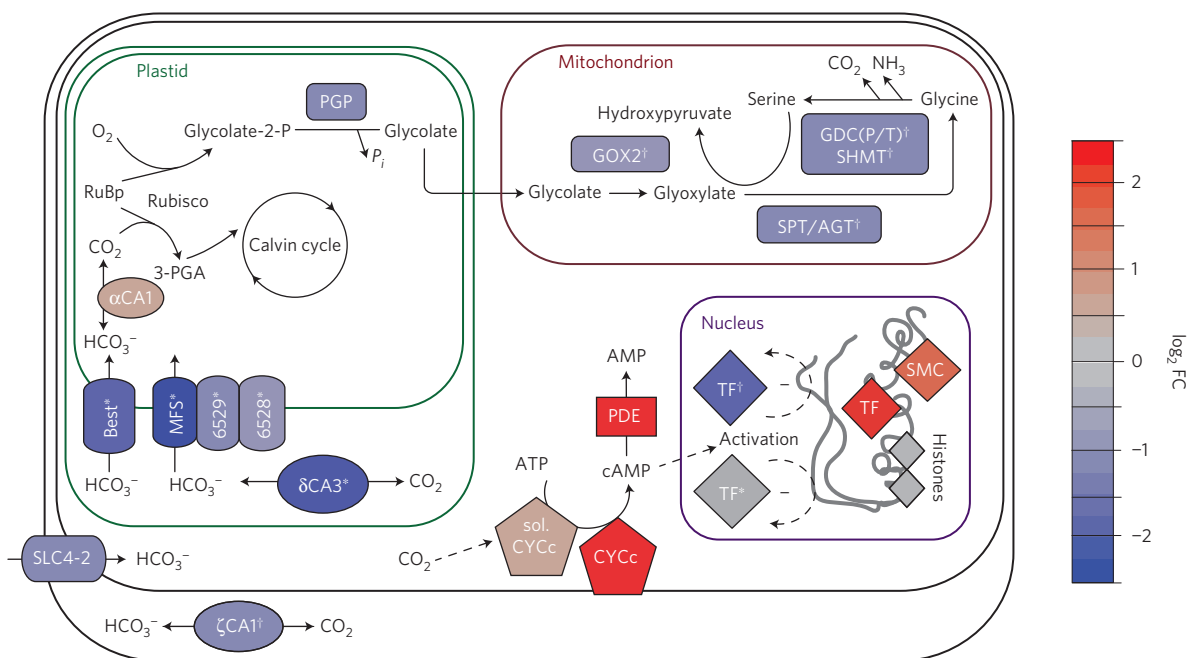 Plastid
PGP
O₂
Glycolate-2-P
Glycolate
Pᵢ
RuBp
Rubisco
CO₂
3-PGA
Calvin cycle
αCA1
HCO₃⁻
Best*
MFS*
6529*
6528*
HCO₃⁻
HCO₃⁻
δCA3*
CO₂
SLC4-2
HCO₃⁻
HCO₃⁻
ζCA1†
CO₂
Mitochondrion
CO₂ NH₃
Hydroxypyruvate
Serine
Glycine
GOX2†
GDC(P/T)†
SHMT†
Glycolate
Glyoxylate
SPT/AGT†
AMP
PDE
ATP
cAMP
CO₂
sol.
CYCc
CYCc
Nucleus
TF†
Activation
TF*
TF
SMC
Histones
2
1
0
−1
−2
log₂ FC